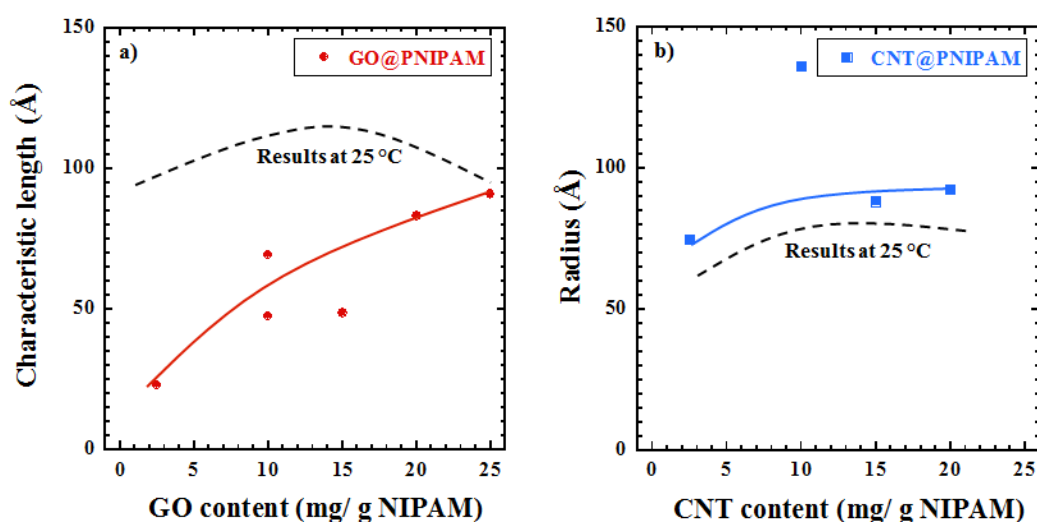 a)
GO@PNIPAM
Results at 25 °C
Characteristic length (Å)
150
100
50
0
0 5 10 15 20 25
GO content (mg/ g NIPAM)
b)
CNT@PNIPAM
Results at 25 °C
Radius (Å)
150
100
50
0
0 5 10 15 20 25
CNT content (mg/ g NIPAM)